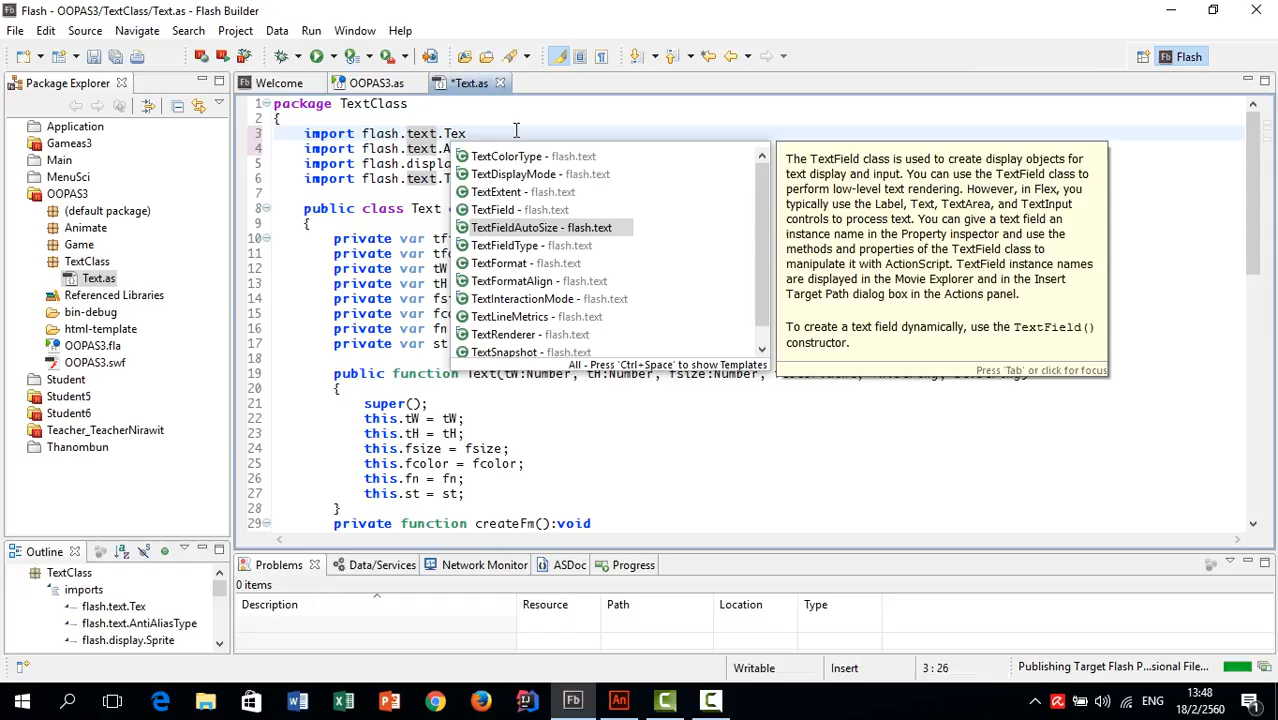 Flash - OOPAS3/TextClass/Text.as - Flash Builder
File Edit Source Navigate Search Project Data Run Window Help
Flash
Package Explorer
Welcome
OOPAS3.as
*Text.as
Application
Gameas3
Main
MenuSci
OOPAS3
(default package)
Animate
Game
TextClass
Text.as
Referenced Libraries
bin-debug
html-template
OOPAS3.fla
OOPAS3.swf
Student
Student5
Student6
Teacher_TeacherNirawit
Thanombun
1 package TextClass
2 {
3 import flash.text.Tex
4 import flash.text.A
5 import flash.displa
6 import flash.text.T
7
8 public class Text
9 {
10 private var tf
11 private var tf
12 private var tW
13 private var tH
14 private var fs
15 private var fc
16 private var fn
17 private var st
18
19 public function Text(tW:Number, tH:Number, fsize:Number,
20 {
21 super();
22 this.tW = tW;
23 this.tH = tH;
24 this.fsize = fsize;
25 this.fcolor = fcolor;
26 this.fn = fn;
27 this.st = st;
28 }
29 private function createFm():void
TextColorType - flash.text
TextDisplayMode - flash.text
TextExtent - flash.text
TextField - flash.text
TextFieldAutoSize - flash.text
TextFieldType - flash.text
TextFormat - flash.text
TextFormatAlign - flash.text
TextInteractionMode - flash.text
TextLineMetrics - flash.text
TextRenderer - flash.text
TextSnapshot - flash.text
All - Press 'Ctrl+Space' to show Templates
The TextField class is used to create display objects for
text display and input. You can use the TextField class to
perform low-level text rendering. However, in Flex, you
typically use the Label, Text, TextArea, and TextInput
controls to process text. You can give a text field an
instance name in the Property inspector and use the
methods and properties of the TextField class to
manipulate it with ActionScript. TextField instance names
are displayed in the Movie Explorer and in the Insert
Target Path dialog box in the Actions panel.
To create a text field dynamically, use the TextField()
constructor.
Press 'Tab' or click for focus
Outline
TextClass
imports
flash.text.Tex
flash.text.AntiAliasType
flash.display.Sprite
Problems
Data/Services
Network Monitor
ASDoc
Progress
0 items
Description Resource Path Location Type
Writable
Insert
3 : 26
Publishing Target Flash P...sional File...
ENG
13:48
18/2/2560